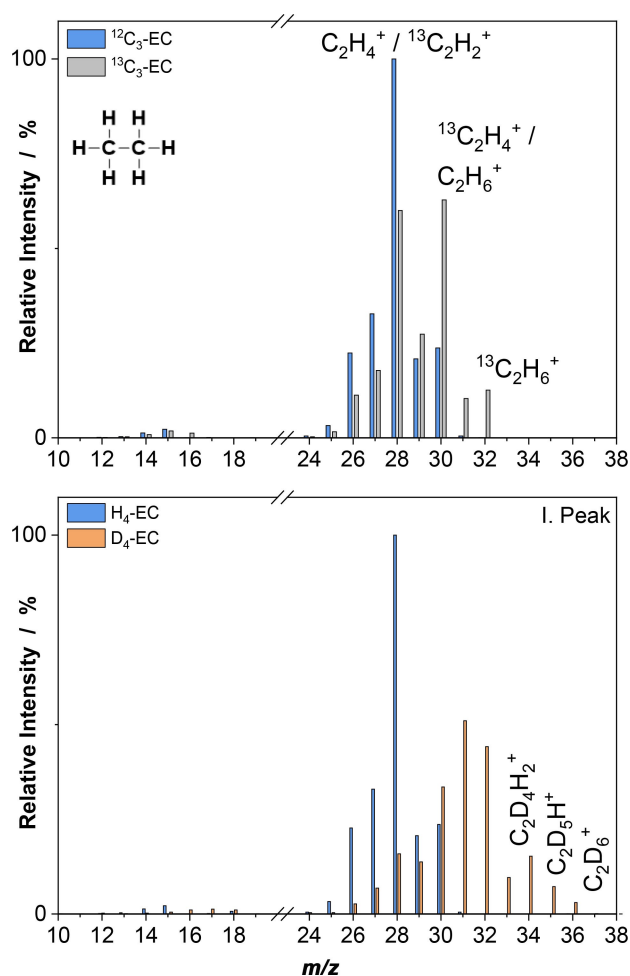 ¹²C₃-EC
¹³C₃-EC
C₂H₄⁺ / ¹³C₂H₂⁺
¹³C₂H₄⁺ /
C₂H₆⁺
¹³C₂H₆⁺
H H
H C C H
H H
100
0
Relative Intensity / %
10 12 14 16 18 24 26 28 30 32 34 36 38
H₄-EC
D₄-EC
I. Peak
C₂D₄H₂⁺
C₂D₅H⁺
C₂D₆⁺
100
0
Relative Intensity / %
10 12 14 16 18 24 26 28 30 32 34 36 38
m/z